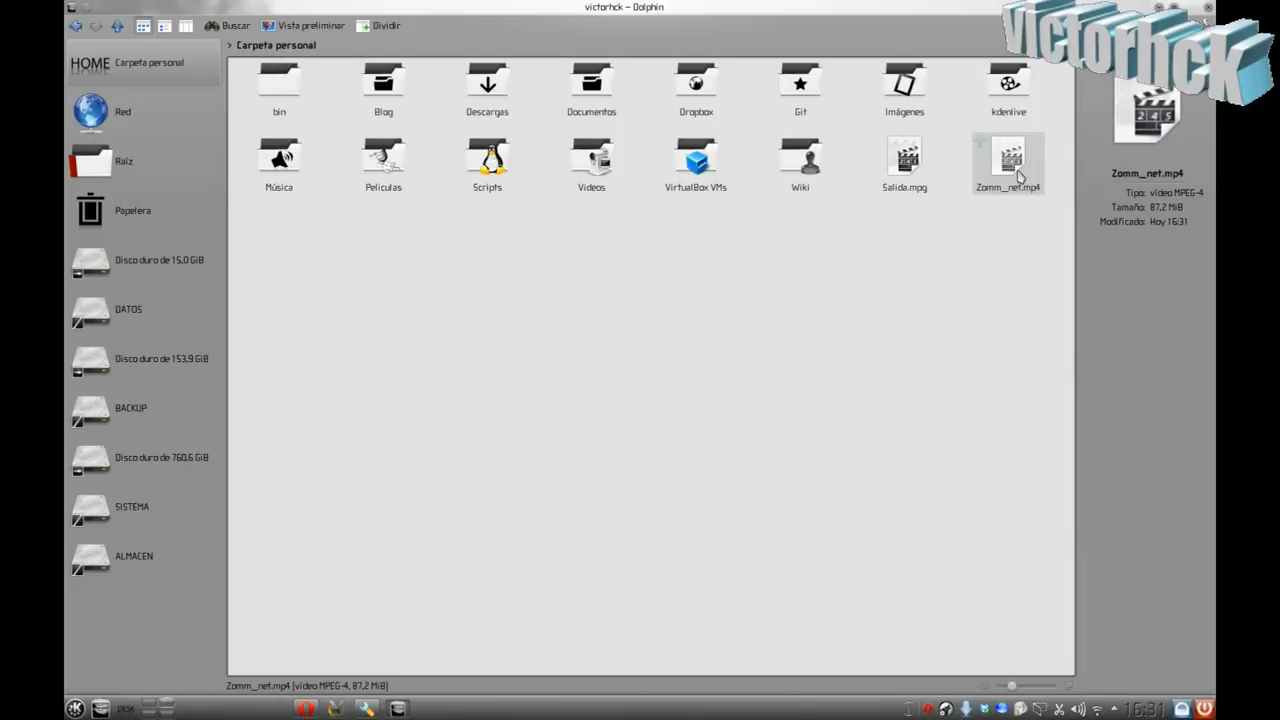 victorhck – Dolphin
Buscar
Vista preliminar
Dividir
victorhck
> Carpeta personal
HOME
Carpeta personal
Red
Raíz
Papelera
Disco duro de 15,0 GiB
DATOS
Disco duro de 153,9 GiB
BACKUP
Disco duro de 760,6 GiB
SISTEMA
ALMACEN
bin
Blog
Descargas
Documentos
Dropbox
Git
Imágenes
kdenlive
Música
Peliculas
Scripts
Videos
VirtualBox VMs
Wiki
Salida.mpg
Zomm_net.mp4
245
Zomm_net.mp4
Tipo: vídeo MPEG-4
Tamaño: 87,2 MiB
Modificado: Hoy 16:31
Zomm_net.mp4 (vídeo MPEG-4, 87,2 MiB)
DESK
16:31